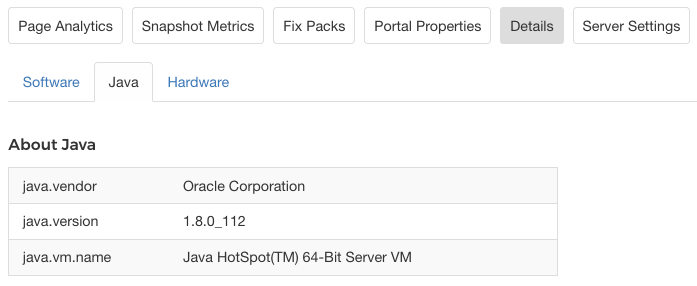 Page Analytics Snapshot Metrics Fix Packs Portal Properties Details Server Settings
Software Java Hardware
About Java
java.vendor Oracle Corporation
java.version 1.8.0_112
java.vm.name Java HotSpot(TM) 64-Bit Server VM